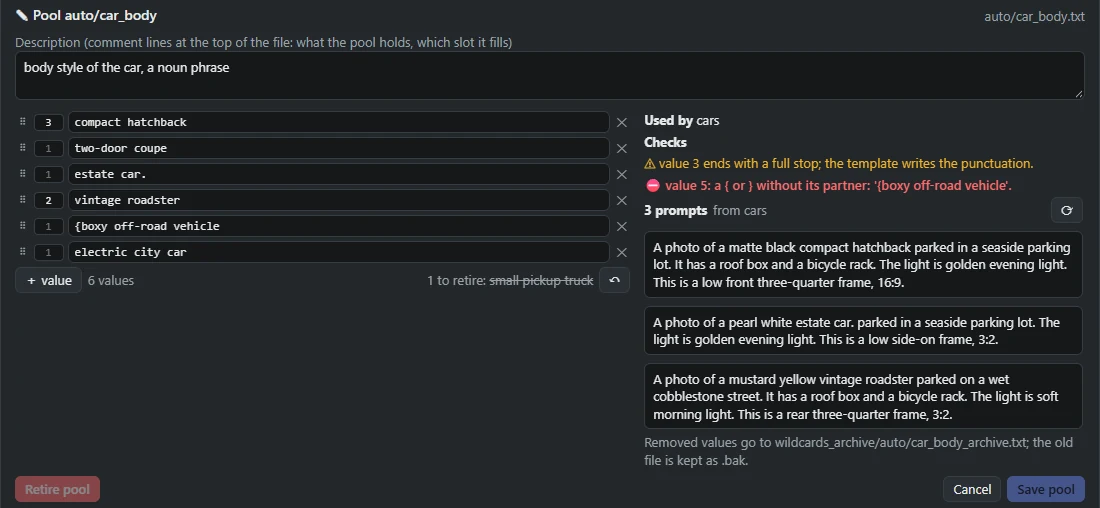 ✎ Pool auto/car_body
auto/car_body.txt
Description (comment lines at the top of the file: what the pool holds, which slot it fills)
body style of the car, a noun phrase
3 compact hatchback
1 two-door coupe
1 estate car.
2 vintage roadster
1 {boxy off-road vehicle
1 electric city car
+ value 6 values 1 to retire: small pickup truck
Used by cars
Checks
⚠ value 3 ends with a full stop; the template writes the punctuation.
⛔ value 5: a { or } without its partner: '{boxy off-road vehicle'.
3 prompts from cars
A photo of a matte black compact hatchback parked in a seaside parking
lot. It has a roof box and a bicycle rack. The light is golden evening light.
This is a low front three-quarter frame, 16:9.
A photo of a pearl white estate car. parked in a seaside parking lot. The
light is golden evening light. This is a low side-on frame, 3:2.
A photo of a mustard yellow vintage roadster parked on a wet
cobblestone street. It has a roof box and a bicycle rack. The light is soft
morning light. This is a rear three-quarter frame, 3:2.
Removed values go to wildcards_archive/auto/car_body_archive.txt; the old
file is kept as .bak.
Retire pool
Cancel
Save pool